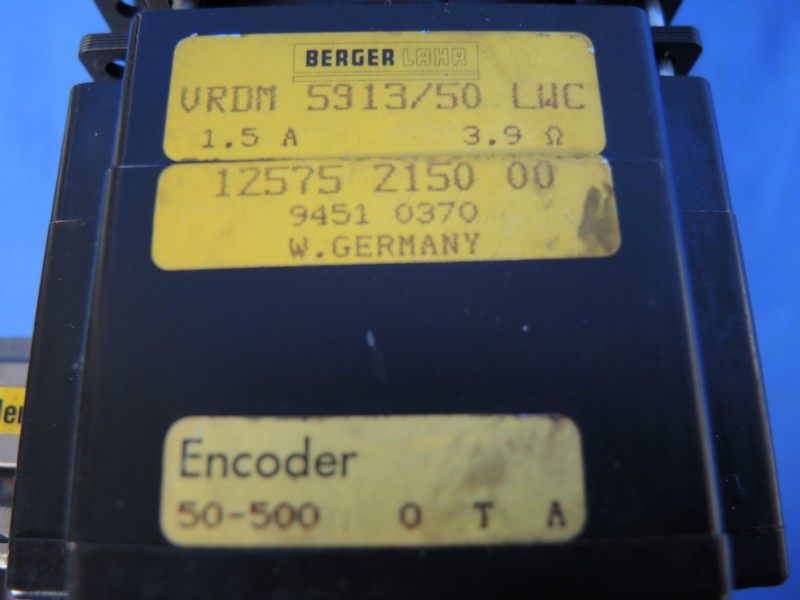 BERGER LAHR
VRDM 5913/50 LWC
1.5 A 3.9 Ω
12575 2150 00
9451 0370
W.GERMANY
Encoder
50-500 0 T A